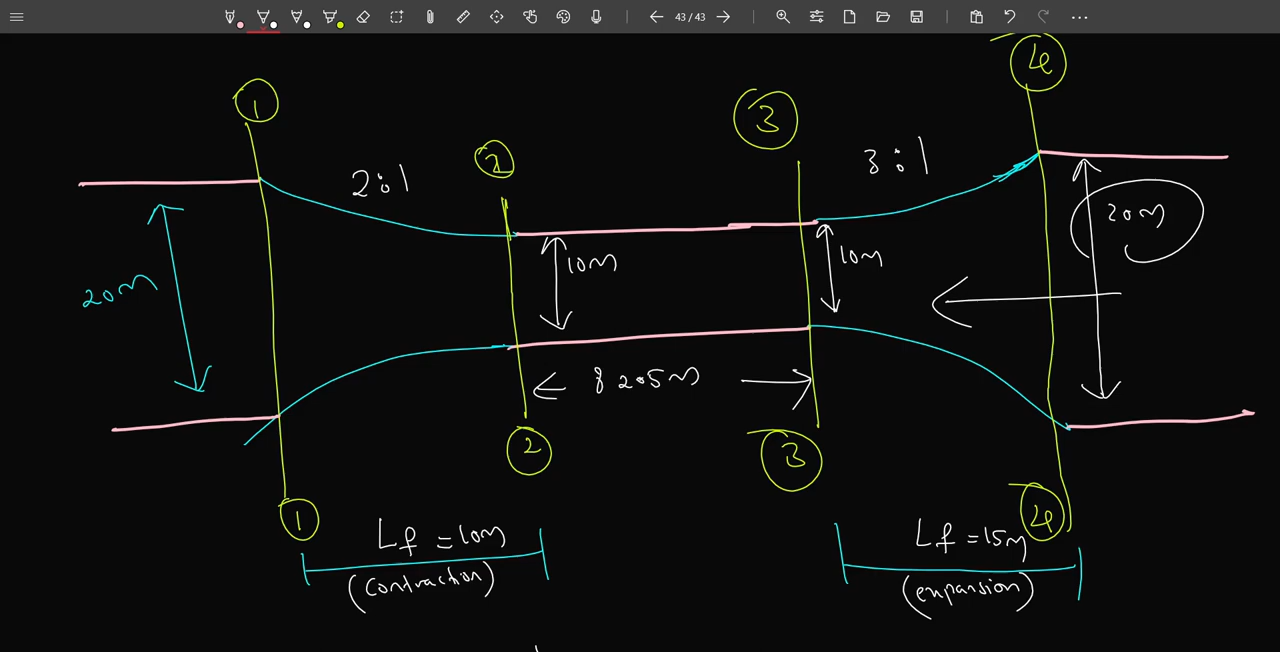 43 / 43
4
1
3
2
2:1
3:1
20m
20m
10m
10m
82.5m
2
3
1
4
Lf = 10m
(contraction)
Lf = 15m
(expansion)